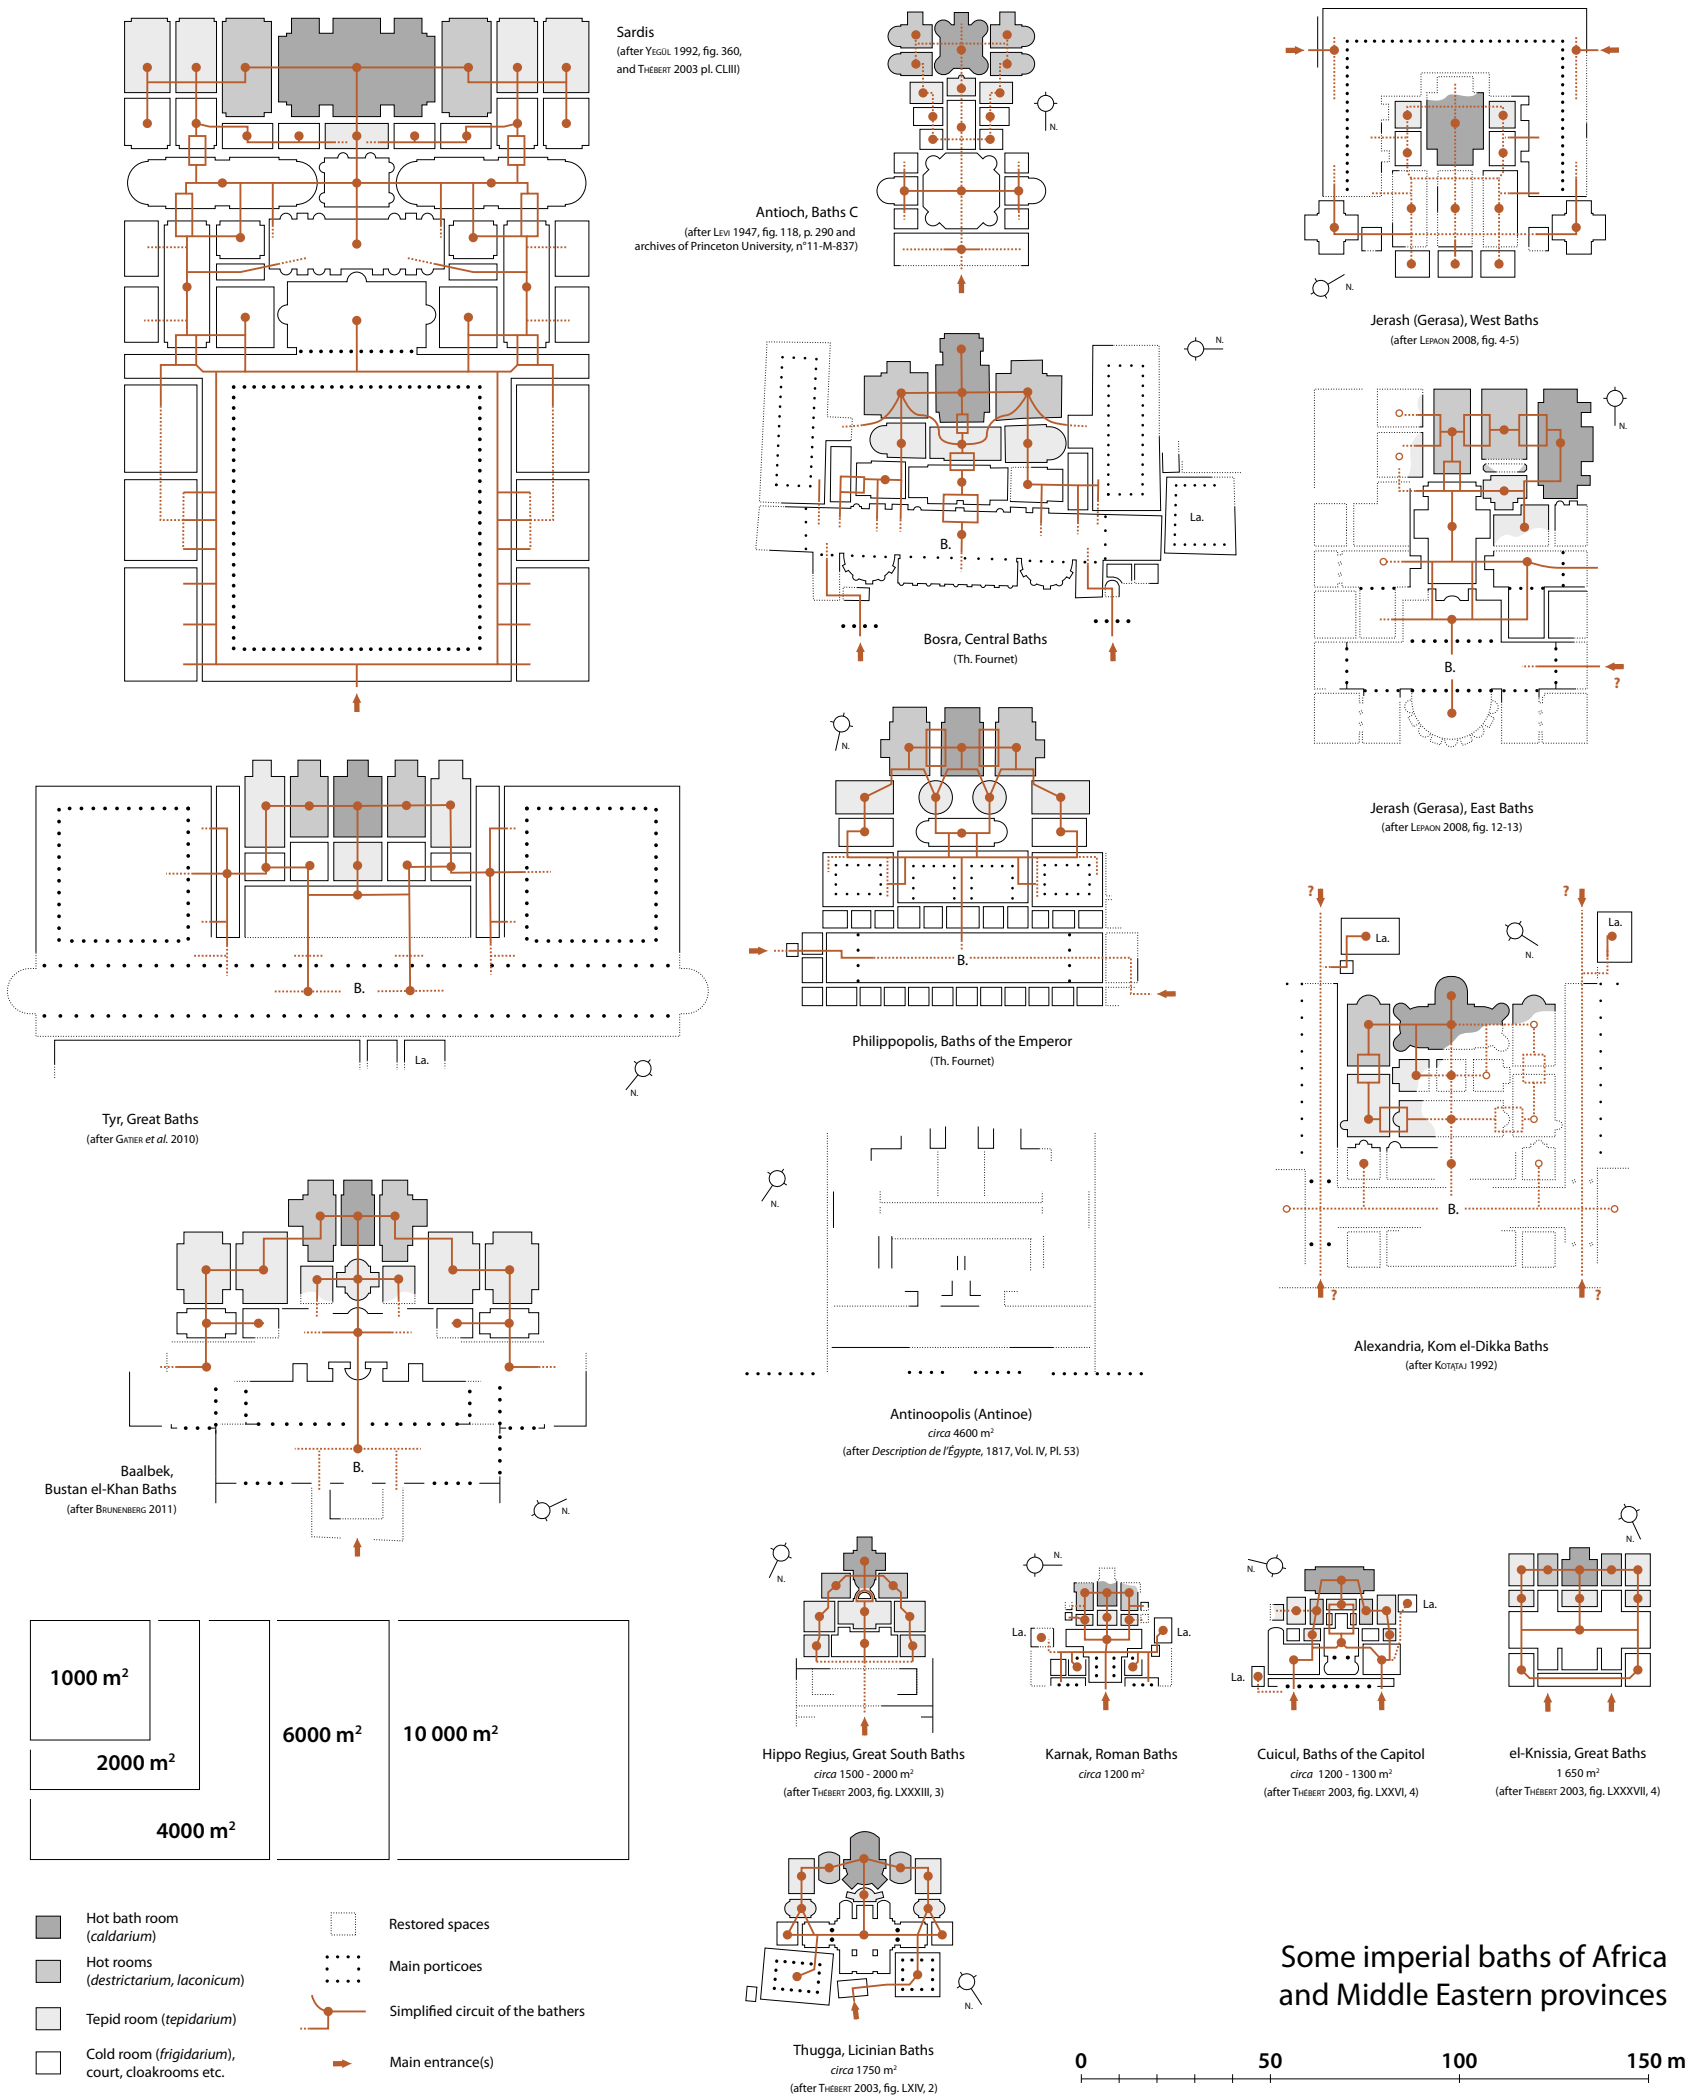 Sardis
(after YEGÜL 1992, fig. 360,
and THÉBERT 2003 pl. CLIII)
N.
Antioch, Baths C
(after LEVI 1947, fig. 118, p. 290 and
archives of Princeton University, n°11-M-837)
N.
Jerash (Gerasa), West Baths
(after LEPAON 2008, fig. 4-5)
N.
La.
B.
Bosra, Central Baths
(Th. Fournet)
N.
B.
?
Jerash (Gerasa), East Baths
(after LEPAON 2008, fig. 12-13)
B.
La.
N.
Tyr, Great Baths
(after GATIER et al. 2010)
N.
B.
Philippopolis, Baths of the Emperor
(Th. Fournet)
?
?
La.
La.
N.
B.
?
?
Alexandria, Kom el-Dikka Baths
(after KOŁĄTAJ 1992)
N.
Antinoopolis (Antinoe)
circa 4600 m²
(after Description de l'Égypte, 1817, Vol. IV, Pl. 53)
B.
Baalbek,
Bustan el-Khan Baths
(after BRUNENBERG 2011)
N.
N.
Hippo Regius, Great South Baths
circa 1500 - 2000 m²
(after THÉBERT 2003, fig. LXXXIII, 3)
N.
La.
La.
Karnak, Roman Baths
circa 1200 m²
N.
La.
La.
Cuicul, Baths of the Capitol
circa 1200 - 1300 m²
(after THÉBERT 2003, fig. LXXVI, 4)
N.
el-Knissia, Great Baths
1 650 m²
(after THÉBERT 2003, fig. LXXXVII, 4)
1000 m²
2000 m²
4000 m²
6000 m²
10 000 m²
N.
Thugga, Licinian Baths
circa 1750 m²
(after THÉBERT 2003, fig. LXIV, 2)
Hot bath room
(caldarium)
Hot rooms
(destrictarium, laconicum)
Tepid room (tepidarium)
Cold room (frigidarium),
court, cloakrooms etc.
Restored spaces
Main porticoes
Simplified circuit of the bathers
Main entrance(s)
Some imperial baths of Africa
and Middle Eastern provinces
0 50 100 150 m